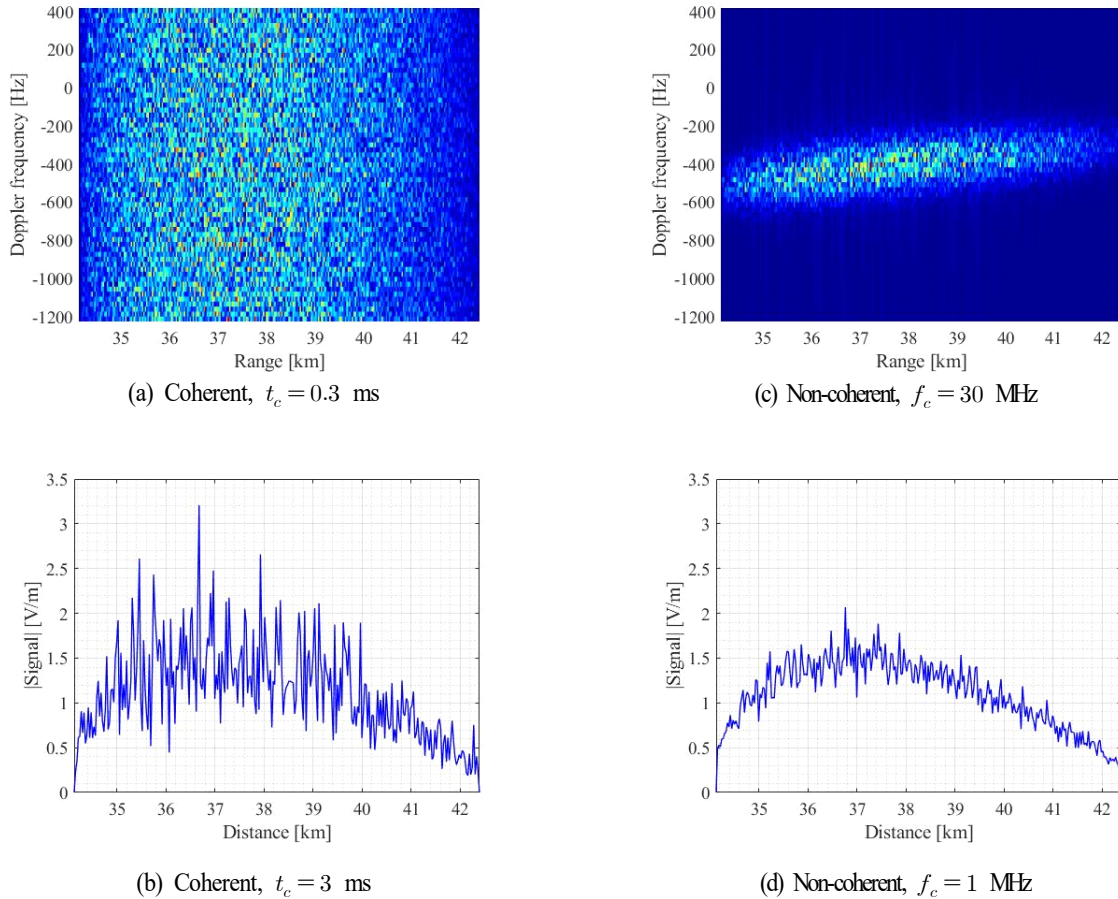 400
200
0
-200
-400
-600
-800
-1000
-1200
Doppler frequency [Hz]
35 36 37 38 39 40 41 42
Range [km]
(a) Coherent, t_c = 0.3 ms
400
200
0
-200
-400
-600
-800
-1000
-1200
Doppler frequency [Hz]
35 36 37 38 39 40 41 42
Range [km]
(c) Non-coherent, f_c = 30 MHz
3.5
3
2.5
2
1.5
1
0.5
0
|Signal| [V/m]
35 36 37 38 39 40 41 42
Distance [km]
(b) Coherent, t_c = 3 ms
3.5
3
2.5
2
1.5
1
0.5
0
|Signal| [V/m]
35 36 37 38 39 40 41 42
Distance [km]
(d) Non-coherent, f_c = 1 MHz